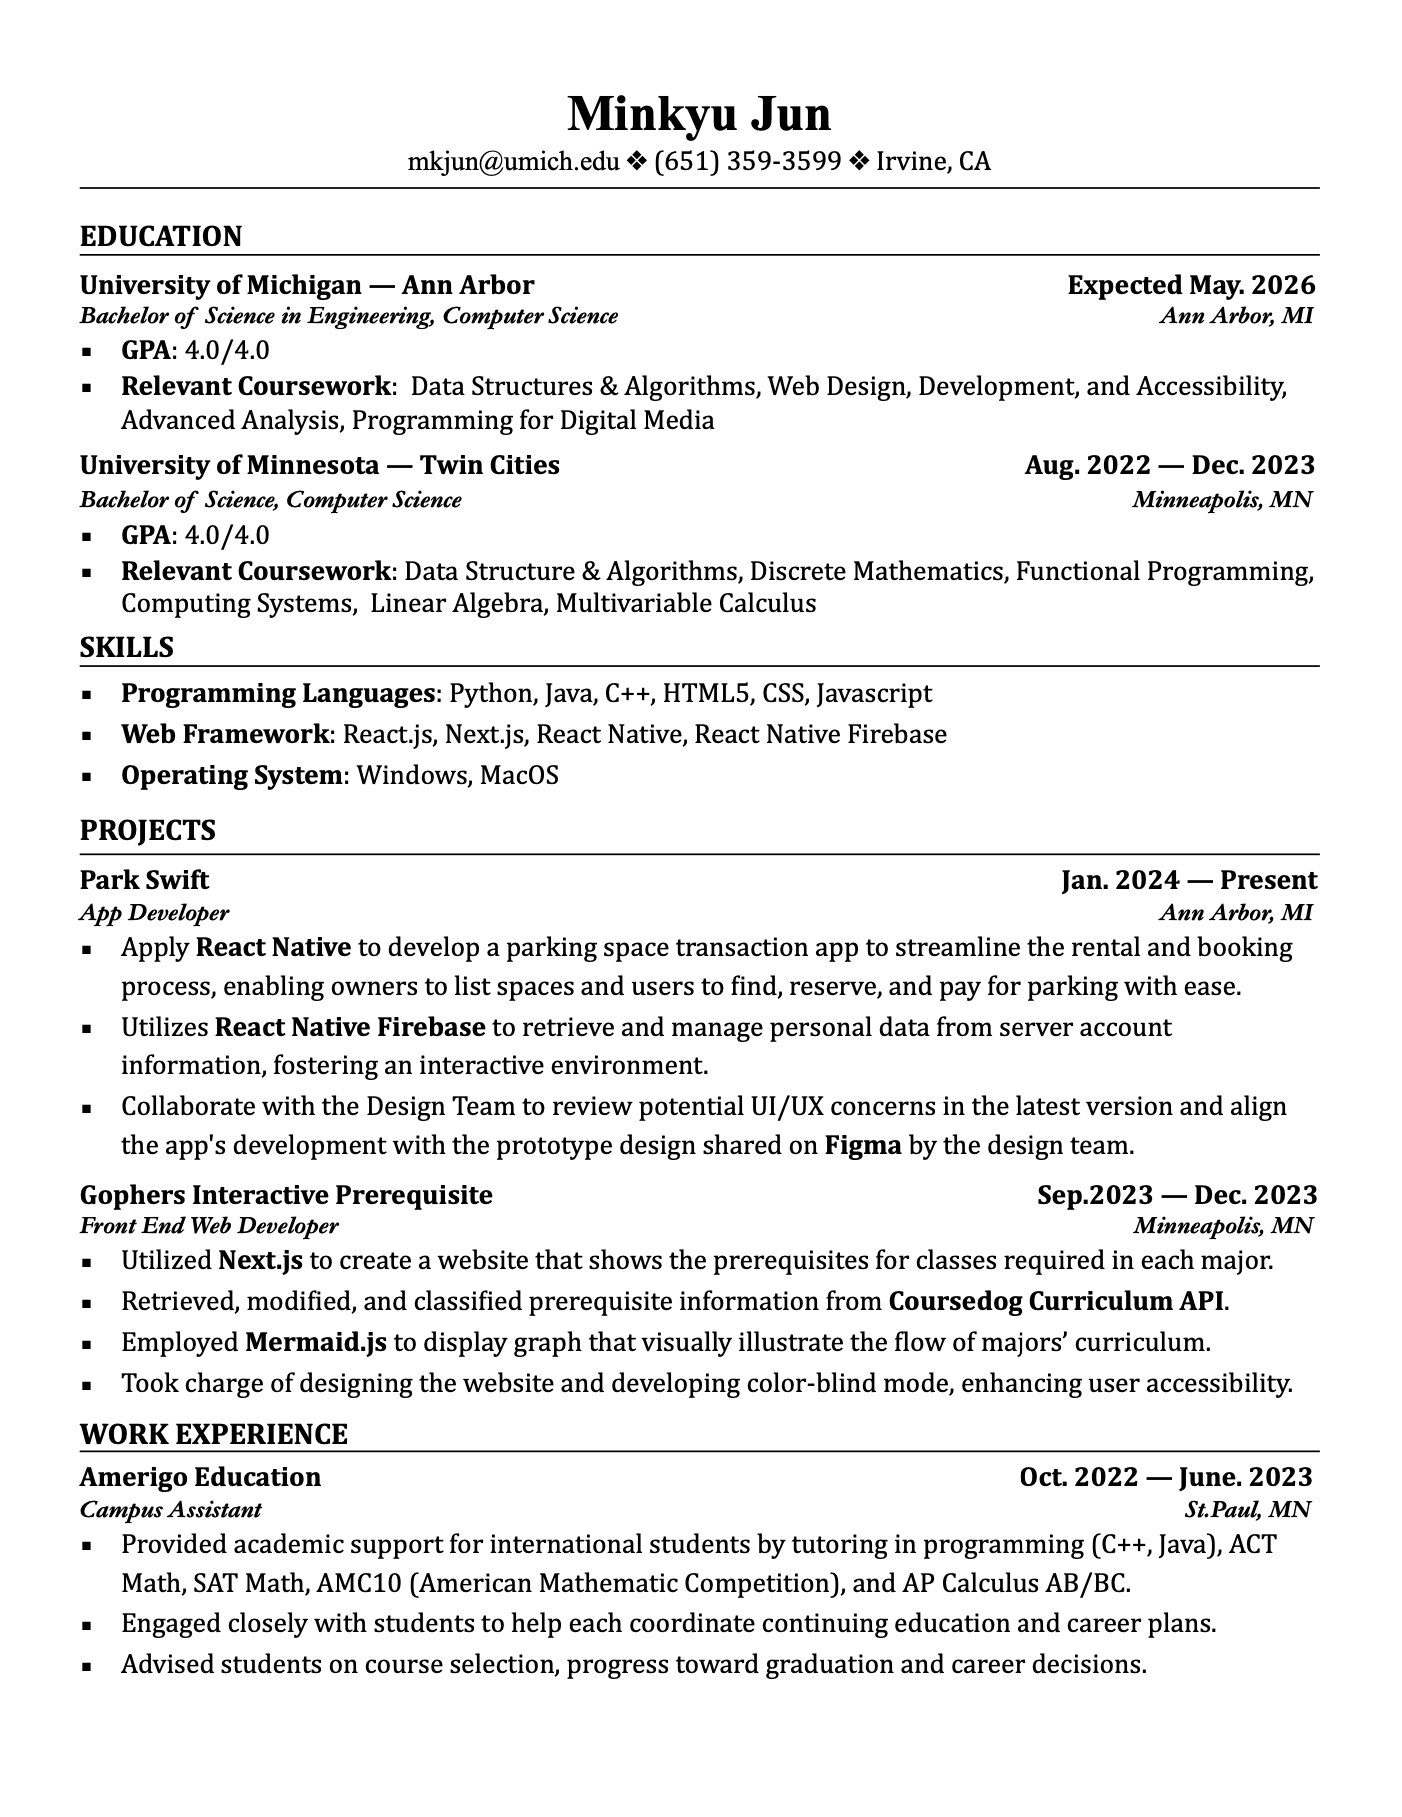 Minkyu Jun
mkjun@umich.edu ❖ (651) 359-3599 ❖ Irvine, CA
EDUCATION
University of Michigan — Ann Arbor Expected May. 2026
Bachelor of Science in Engineering, Computer Science Ann Arbor, MI
▪ GPA: 4.0/4.0
▪ Relevant Coursework: Data Structures & Algorithms, Web Design, Development, and Accessibility,
Advanced Analysis, Programming for Digital Media
University of Minnesota — Twin Cities Aug. 2022 — Dec. 2023
Bachelor of Science, Computer Science Minneapolis, MN
▪ GPA: 4.0/4.0
▪ Relevant Coursework: Data Structure & Algorithms, Discrete Mathematics, Functional Programming,
Computing Systems, Linear Algebra, Multivariable Calculus
SKILLS
▪ Programming Languages: Python, Java, C++, HTML5, CSS, Javascript
▪ Web Framework: React.js, Next.js, React Native, React Native Firebase
▪ Operating System: Windows, MacOS
PROJECTS
Park Swift Jan. 2024 — Present
App Developer Ann Arbor, MI
▪ Apply React Native to develop a parking space transaction app to streamline the rental and booking
process, enabling owners to list spaces and users to find, reserve, and pay for parking with ease.
▪ Utilizes React Native Firebase to retrieve and manage personal data from server account
information, fostering an interactive environment.
▪ Collaborate with the Design Team to review potential UI/UX concerns in the latest version and align
the app's development with the prototype design shared on Figma by the design team.
Gophers Interactive Prerequisite Sep.2023 — Dec. 2023
Front End Web Developer Minneapolis, MN
▪ Utilized Next.js to create a website that shows the prerequisites for classes required in each major.
▪ Retrieved, modified, and classified prerequisite information from Coursedog Curriculum API.
▪ Employed Mermaid.js to display graph that visually illustrate the flow of majors’ curriculum.
▪ Took charge of designing the website and developing color-blind mode, enhancing user accessibility.
WORK EXPERIENCE
Amerigo Education Oct. 2022 — June. 2023
Campus Assistant St.Paul, MN
▪ Provided academic support for international students by tutoring in programming (C++, Java), ACT
Math, SAT Math, AMC10 (American Mathematic Competition), and AP Calculus AB/BC.
▪ Engaged closely with students to help each coordinate continuing education and career plans.
▪ Advised students on course selection, progress toward graduation and career decisions.